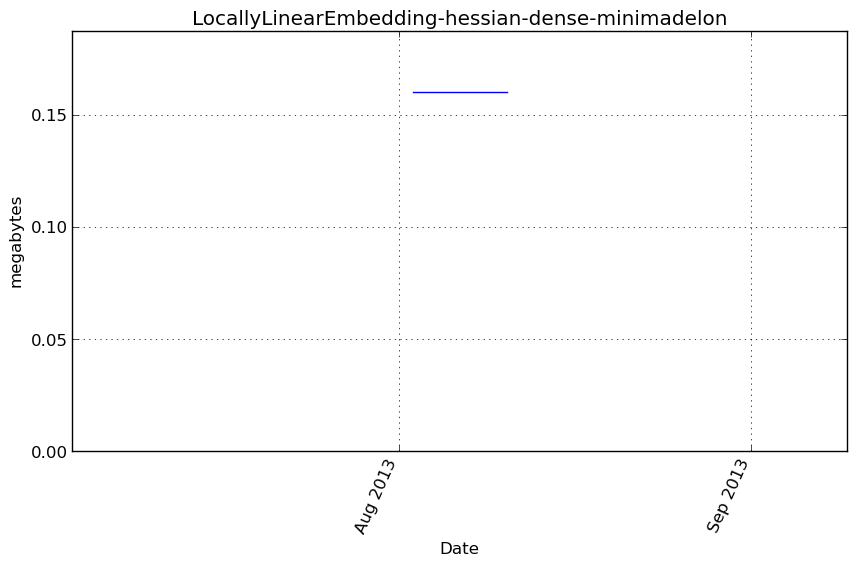 LocallyLinearEmbedding-hessian-dense-minimadelon
megabytes
0.15
0.10
0.05
0.00
Aug 2013
Sep 2013
Date